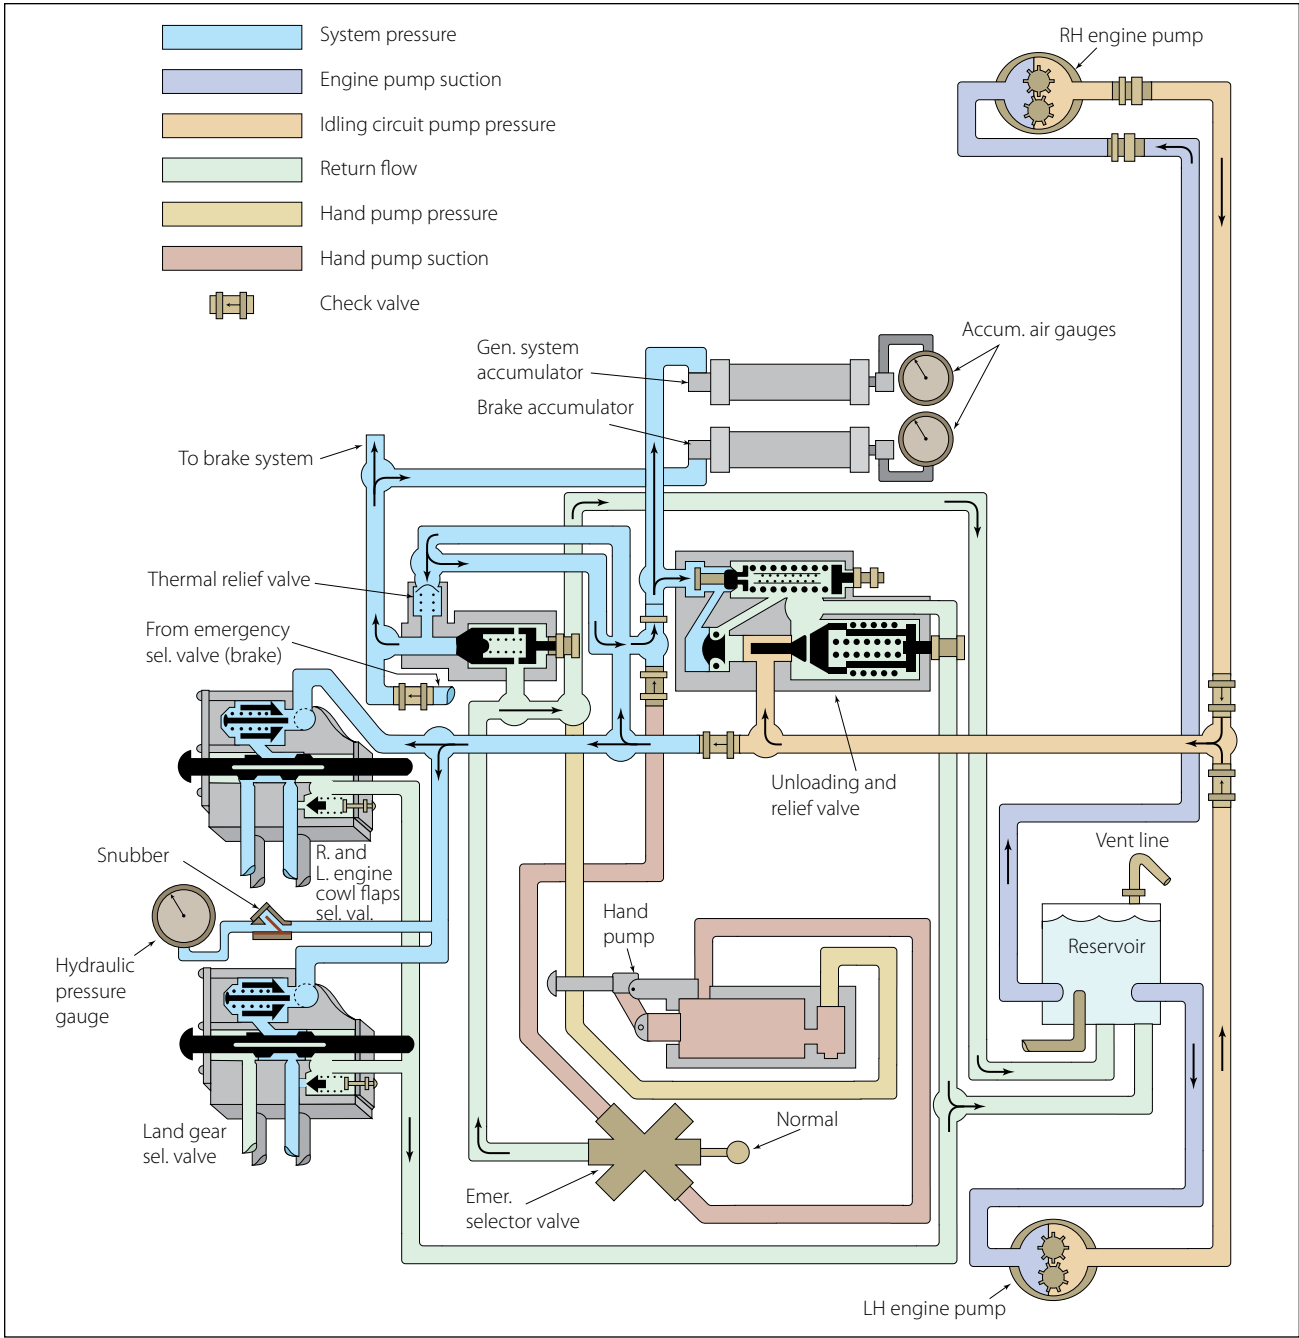 System pressure
Engine pump suction
Idling circuit pump pressure
Return flow
Hand pump pressure
Hand pump suction
Check valve
RH engine pump
Accum. air gauges
Gen. system
accumulator
Brake accumulator
To brake system
Thermal relief valve
From emergency
sel. valve (brake)
Unloading and
relief valve
Vent line
Reservoir
R. and
L. engine
cowl flaps
sel. val.
Snubber
Hydraulic
pressure
gauge
Hand
pump
Land gear
sel. valve
Normal
Emer.
selector valve
LH engine pump